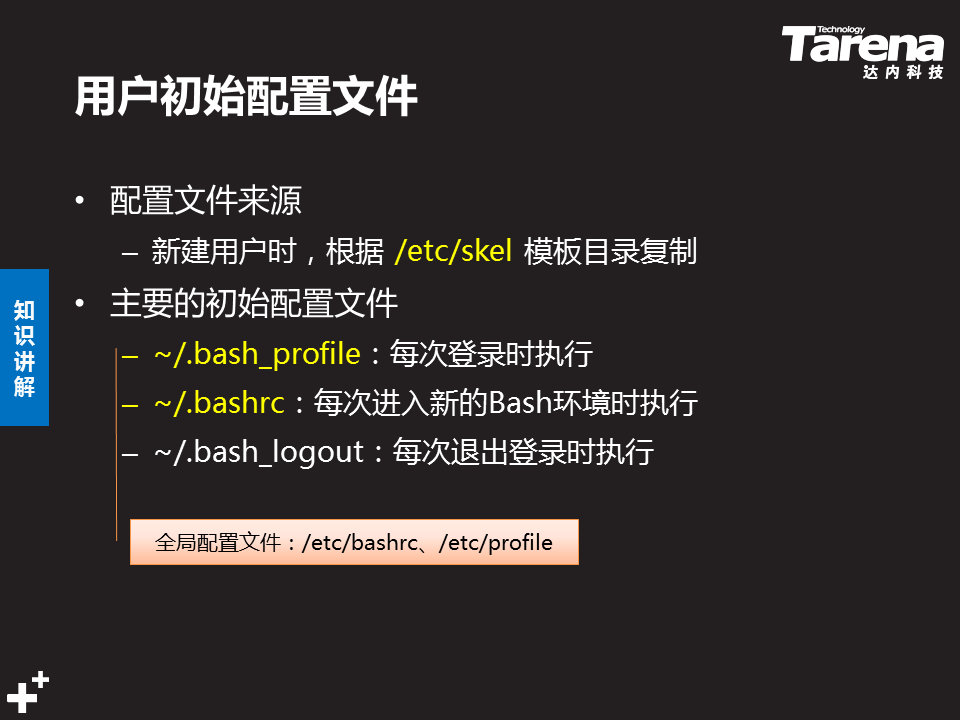 Technology
Tarena
达内科技
用户初始配置文件
• 配置文件来源
– 新建用户时，根据 /etc/skel 模板目录复制
• 主要的初始配置文件
– ~/.bash_profile：每次登录时执行
– ~/.bashrc：每次进入新的Bash环境时执行
– ~/.bash_logout：每次退出登录时执行
知识讲解
全局配置文件：/etc/bashrc、/etc/profile